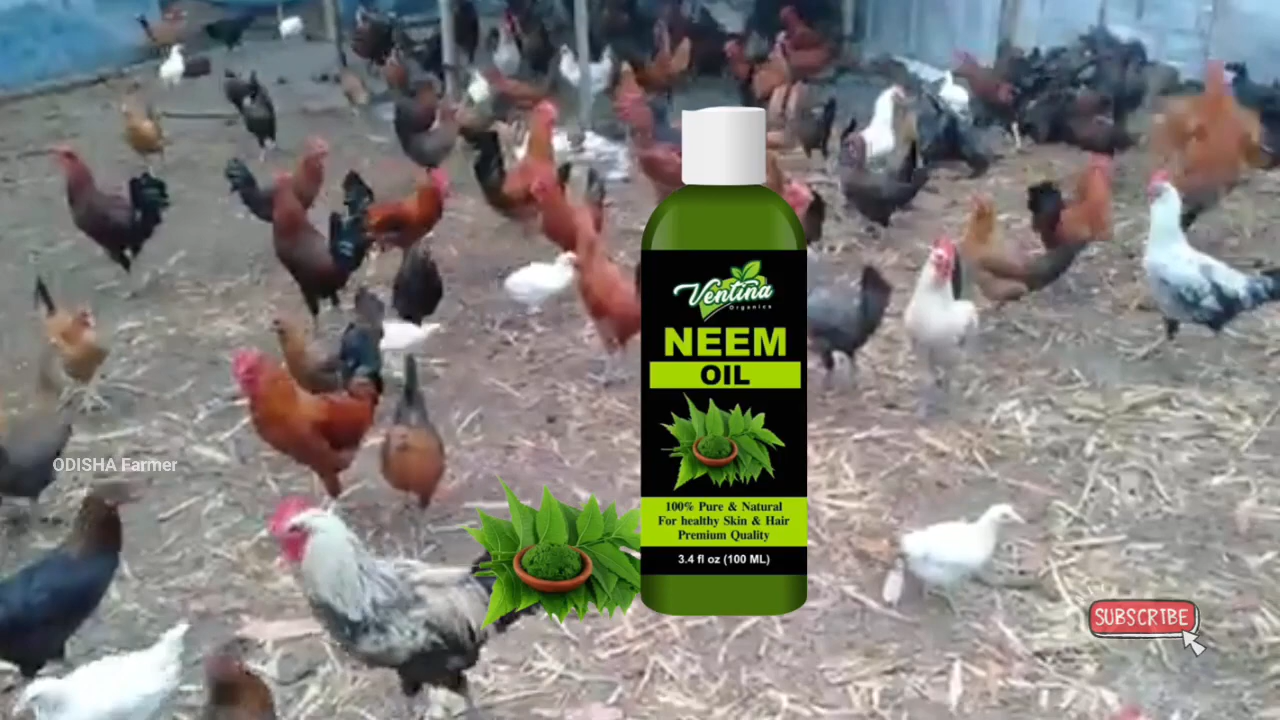 Ventina
Organics
NEEM
OIL
100% Pure & Natural
For healthy Skin & Hair
Premium Quality
3.4 fl oz (100 ML)
ODISHA Farmer
SUBSCRIBE